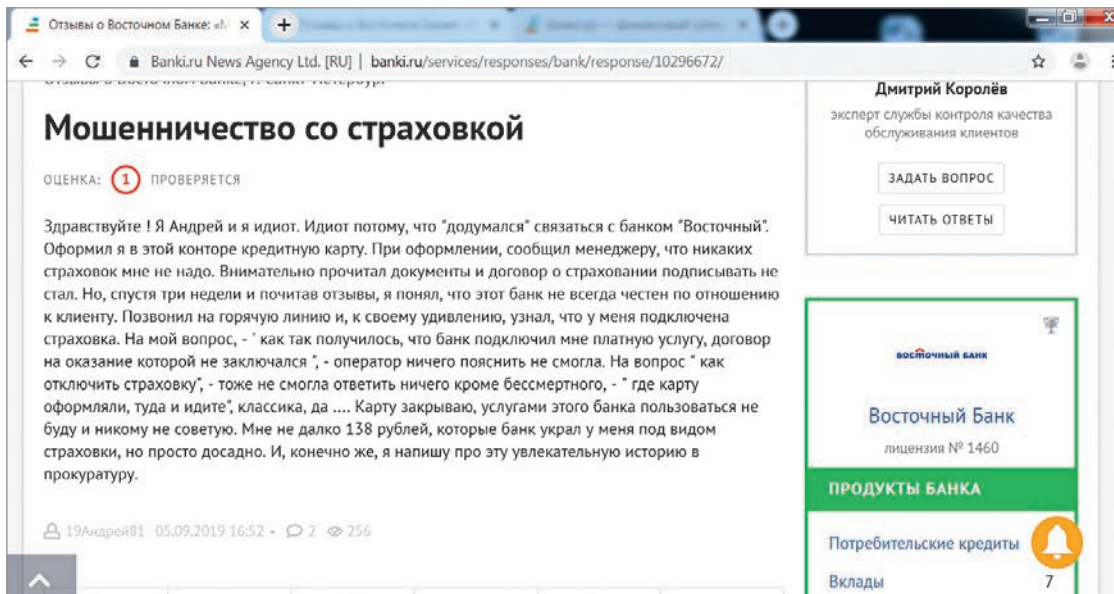 Отзывы о Восточном Банке: «М
Banki.ru News Agency Ltd. [RU] | banki.ru/services/responses/bank/response/10296672/
Мошенничество со страховкой
ОЦЕНКА: 1 ПРОВЕРЯЕТСЯ
Здравствуйте ! Я Андрей и я идиот. Идиот потому, что "додумался" связаться с банком "Восточный".
Оформил я в этой конторе кредитную карту. При оформлении, сообщил менеджеру, что никаких
страховок мне не надо. Внимательно прочитал документы и договор о страховании подписывать не
стал. Но, спустя три недели и почитав отзывы, я понял, что этот банк не всегда честен по отношению
к клиенту. Позвонил на горячую линию и, к своему удивлению, узнал, что у меня подключена
страховка. На мой вопрос, - ' как так получилось, что банк подключил мне платную услугу, договор
на оказание которой не заключался ", - оператор ничего пояснить не смогла. На вопрос " как
отключить страховку", - тоже не смогла ответить ничего кроме бессмертного, - " где карту
оформляли, туда и идите", классика, да .... Карту закрываю, услугами этого банка пользоваться не
буду и никому не советую. Мне не далко 138 рублей, которые банк украл у меня под видом
страховки, но просто досадно. И, конечно же, я напишу про эту увлекательную историю в
прокуратуру.
19Андрей81 05.09.2019 16:52 • 2 256
Дмитрий Королёв
эксперт службы контроля качества
обслуживания клиентов
ЗАДАТЬ ВОПРОС
ЧИТАТЬ ОТВЕТЫ
ВОСТОЧНЫЙ БАНК
Восточный Банк
лицензия № 1460
ПРОДУКТЫ БАНКА
Потребительские кредиты
Вклады 7